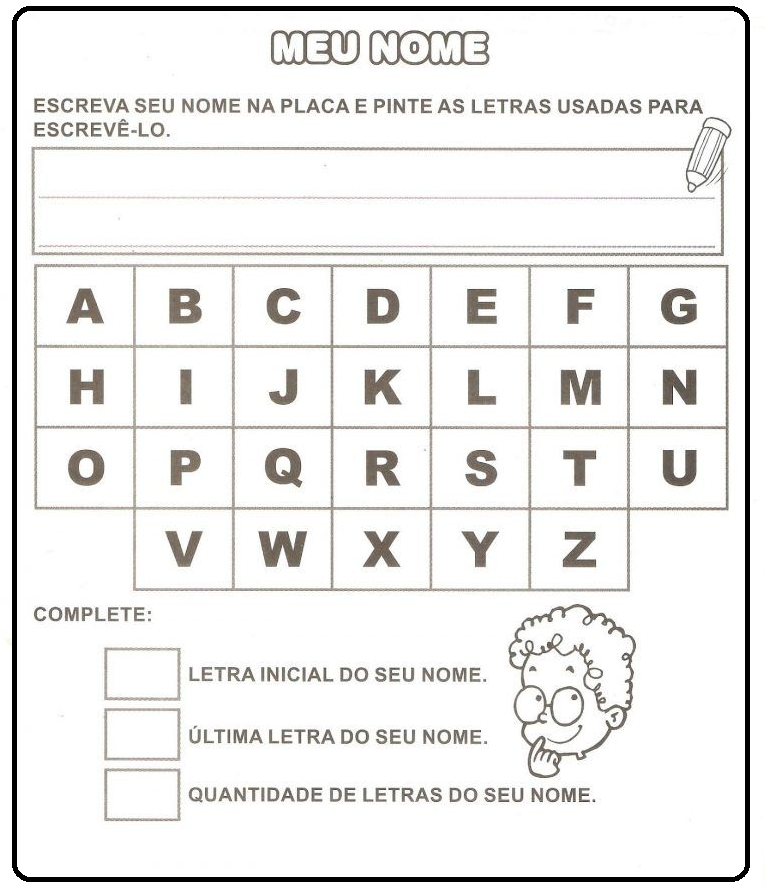 MEU NOME
ESCREVA SEU NOME NA PLACA E PINTE AS LETRAS USADAS PARA
ESCREVÊ-LO.
A B C D E F G
H I J K L M N
O P Q R S T U
V W X Y Z
COMPLETE:
LETRA INICIAL DO SEU NOME.
ÚLTIMA LETRA DO SEU NOME.
QUANTIDADE DE LETRAS DO SEU NOME.